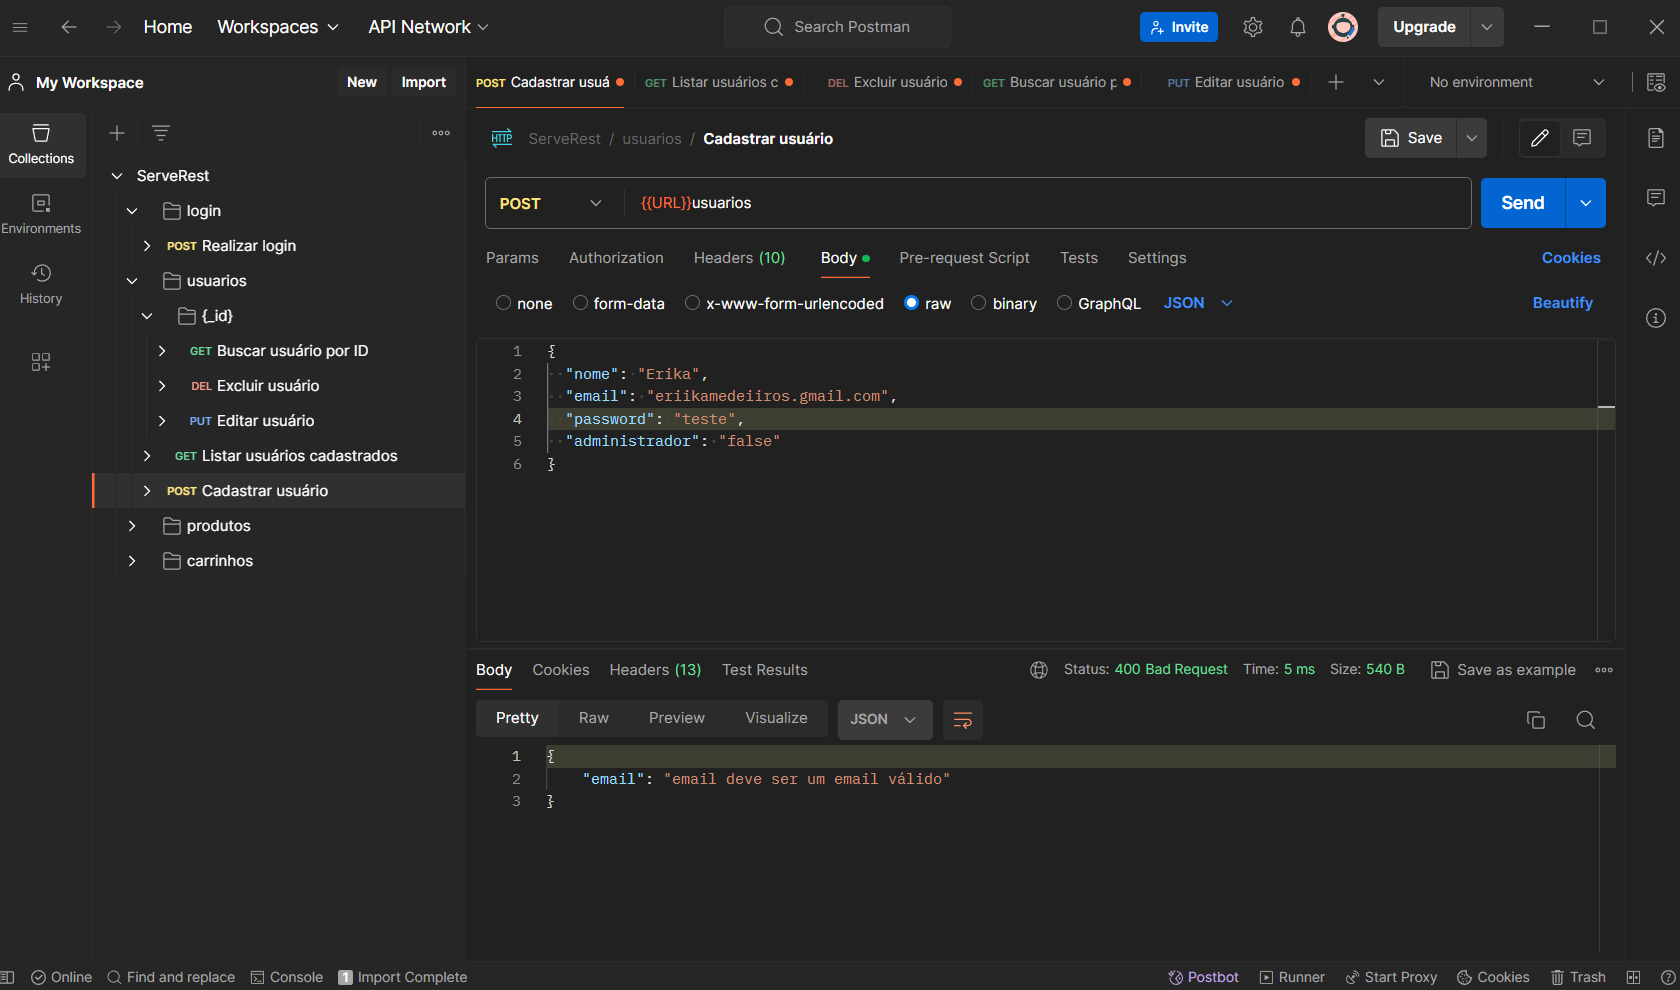 Home Workspaces API Network Search Postman Invite Upgrade
My Workspace New Import POST Cadastrar usuá GET Listar usuários c DEL Excluir usuário GET Buscar usuário p PUT Editar usuário No environment
Collections
Environments
History
ServeRest
login
POST Realizar login
usuarios
{_id}
GET Buscar usuário por ID
DEL Excluir usuário
PUT Editar usuário
GET Listar usuários cadastrados
POST Cadastrar usuário
produtos
carrinhos
HTTP ServeRest / usuarios / Cadastrar usuário Save
POST {{URL}}usuarios Send
Params Authorization Headers (10) Body Pre-request Script Tests Settings Cookies
none form-data x-www-form-urlencoded raw binary GraphQL JSON Beautify
1 {
2 "nome": "Erika",
3 "email": "eriikamedeiiros.gmail.com",
4 "password": "teste",
5 "administrador": "false"
6 }
Body Cookies Headers (13) Test Results Status: 400 Bad Request Time: 5 ms Size: 540 B Save as example
Pretty Raw Preview Visualize JSON
1 {
2 "email": "email deve ser um email válido"
3 }
Online Find and replace Console 1 Import Complete Postbot Runner Start Proxy Cookies Trash